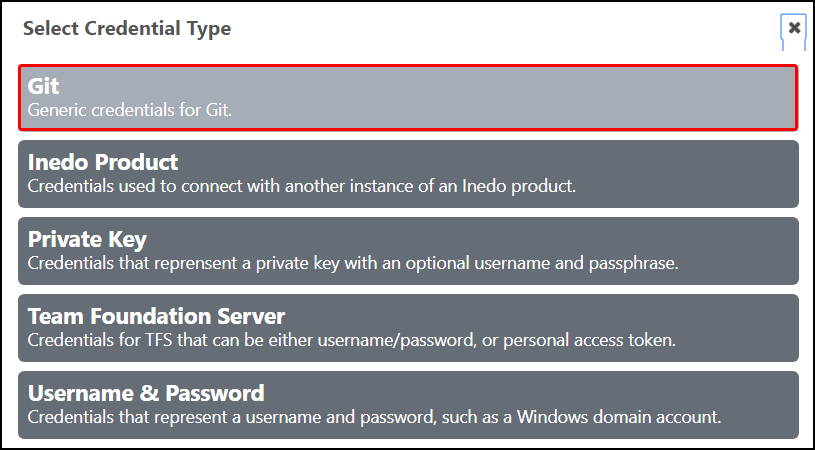 Select Credential Type
Git
Generic credentials for Git.
Inedo Product
Credentials used to connect with another instance of an Inedo product.
Private Key
Credentials that reprensent a private key with an optional username and passphrase.
Team Foundation Server
Credentials for TFS that can be either username/password, or personal access token.
Username & Password
Credentials that represent a username and password, such as a Windows domain account.